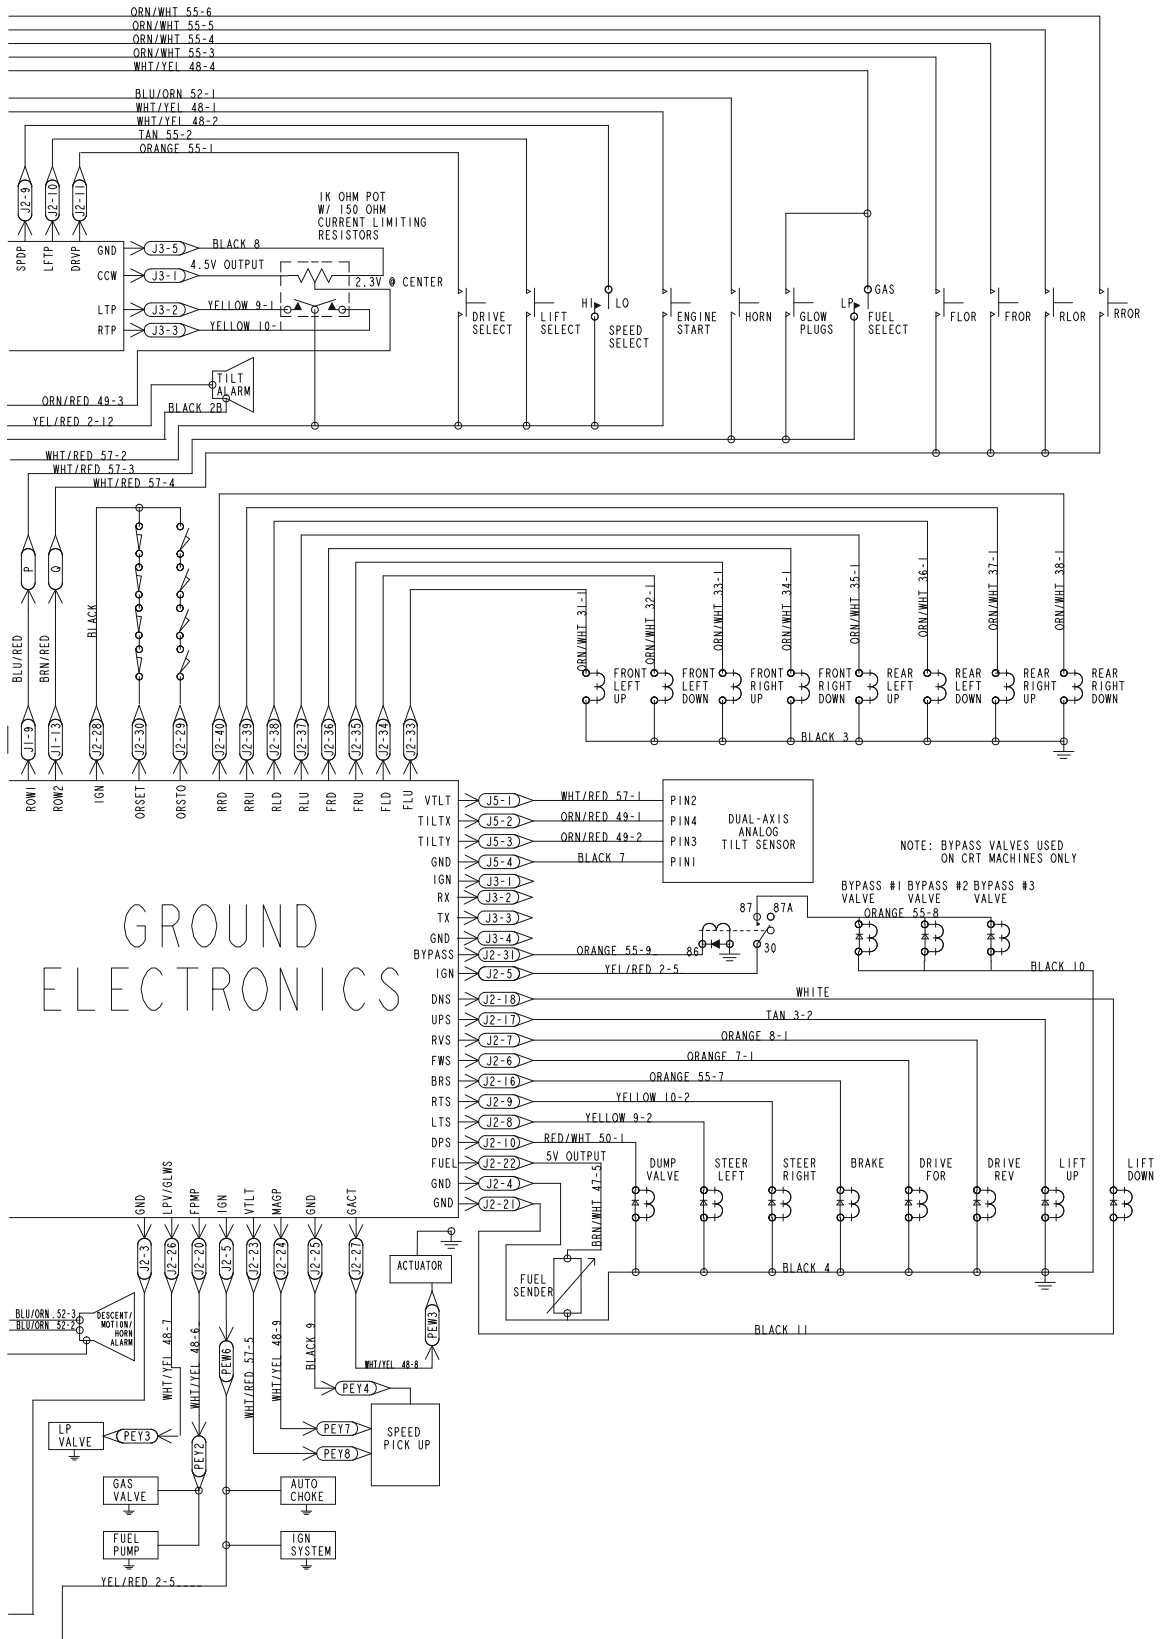 ORN/WHT 55-6
ORN/WHT 55-5
ORN/WHT 55-4
ORN/WHT 55-3
WHT/YEL 48-4
BLU/ORN 52-1
WHT/YEL 48-1
WHT/YEL 48-2
TAN 55-2
ORANGE 55-1
J2-9
J2-10
J2-11
SPDP
LFTP
DRVP
1K OHM POT
W/ 150 OHM
CURRENT LIMITING
RESISTORS
GND
J3-5
BLACK 8
CCW
J3-1
4.5V OUTPUT
2.3V @ CENTER
LTP
J3-2
YELLOW 9-1
RTP
J3-3
YELLOW 10-1
DRIVE
SELECT
LIFT
SELECT
HI
LO
SPEED
SELECT
ENGINE
START
HORN
GLOW
PLUGS
GAS
LP
FUEL
SELECT
FLOR
FROR
RLOR
RROR
TILT
ALARM
ORN/RED 49-3
BLACK 2B
YEL/RED 2-12
WHT/RED 57-2
WHT/RED 57-3
WHT/RED 57-4
P
Q
BLU/RED
BRN/RED
BLACK
ORN/WHT 31-1
ORN/WHT 32-1
ORN/WHT 33-1
ORN/WHT 34-1
ORN/WHT 35-1
ORN/WHT 36-1
ORN/WHT 37-1
ORN/WHT 38-1
FRONT
LEFT
UP
FRONT
LEFT
DOWN
FRONT
RIGHT
UP
FRONT
RIGHT
DOWN
REAR
LEFT
UP
REAR
LEFT
DOWN
REAR
RIGHT
UP
REAR
RIGHT
DOWN
BLACK 3
J1-9
J1-13
J2-28
J2-30
J2-29
J2-40
J2-39
J2-38
J2-37
J2-36
J2-35
J2-34
J2-33
ROW1
ROW2
IGN
ORSET
ORSTO
RRD
RRU
RLD
RLU
FRD
FRU
FLD
FLU
VTLT
J5-1
WHT/RED 57-1
PIN2
TILTX
J5-2
ORN/RED 49-1
PIN4
TILTY
J5-3
ORN/RED 49-2
PIN3
GND
J5-4
BLACK 7
PIN1
DUAL-AXIS
ANALOG
TILT SENSOR
IGN
J3-1
RX
J3-2
TX
J3-3
GND
J3-4
BYPASS
J2-31
ORANGE 55-9
86
87
87A
30
IGN
J2-5
YEL/RED 2-5
NOTE: BYPASS VALVES USED
ON CRT MACHINES ONLY
BYPASS #1
VALVE
BYPASS #2
VALVE
BYPASS #3
VALVE
ORANGE 55-8
BLACK 10
GROUND
ELECTRONICS
DNS
J2-18
WHITE
UPS
J2-17
TAN 3-2
RVS
J2-7
ORANGE 8-1
FWS
J2-6
ORANGE 7-1
BRS
J2-16
ORANGE 55-7
RTS
J2-9
YELLOW 10-2
LTS
J2-8
YELLOW 9-2
DPS
J2-10
RED/WHT 50-1
FUEL
J2-22
5V OUTPUT
GND
J2-4
GND
J2-21
BRN/WHT 47-5
DUMP
VALVE
STEER
LEFT
STEER
RIGHT
BRAKE
DRIVE
FOR
DRIVE
REV
LIFT
UP
LIFT
DOWN
BLACK 4
FUEL
SENDER
BLACK 11
GND
LPV/GLWS
FPMP
IGN
VTLT
MAGP
GND
GACT
J2-3
J2-26
J2-20
J2-5
J2-23
J2-24
J2-25
J2-27
ACTUATOR
PEW3
WHT/YEL 48-8
BLU/ORN 52-3
BLU/ORN 52-2
DESCENT/
MOTION/
HORN
ALARM
WHT/YEL 48-7
WHT/YEL 48-6
PEW6
WHT/RED 57-5
WHT/YEL 48-9
BLACK 9
PEY4
PEY7
PEY8
SPEED
PICK UP
LP
VALVE
PEY3
PEY2
GAS
VALVE
AUTO
CHOKE
FUEL
PUMP
IGN
SYSTEM
YEL/RED 2-5